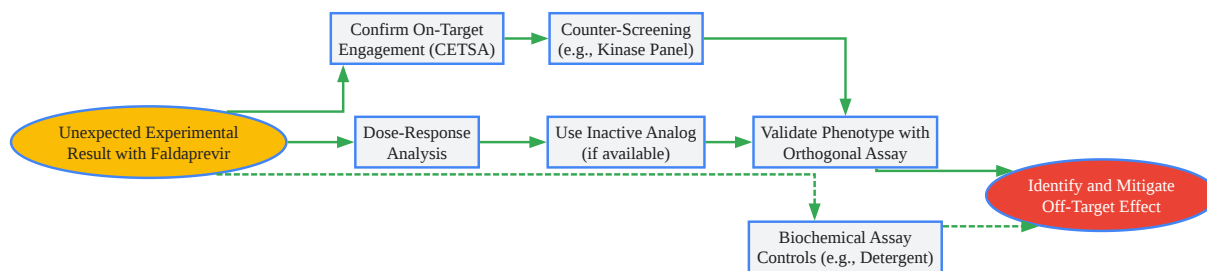 Confirm On-Target
Engagement (CETSA)
Counter-Screening
(e.g., Kinase Panel)
Unexpected Experimental
Result with Faldaprevir
Dose-Response
Analysis
Use Inactive Analog
(if available)
Validate Phenotype with
Orthogonal Assay
Identify and Mitigate
Off-Target Effect
Biochemical Assay
Controls (e.g., Detergent)